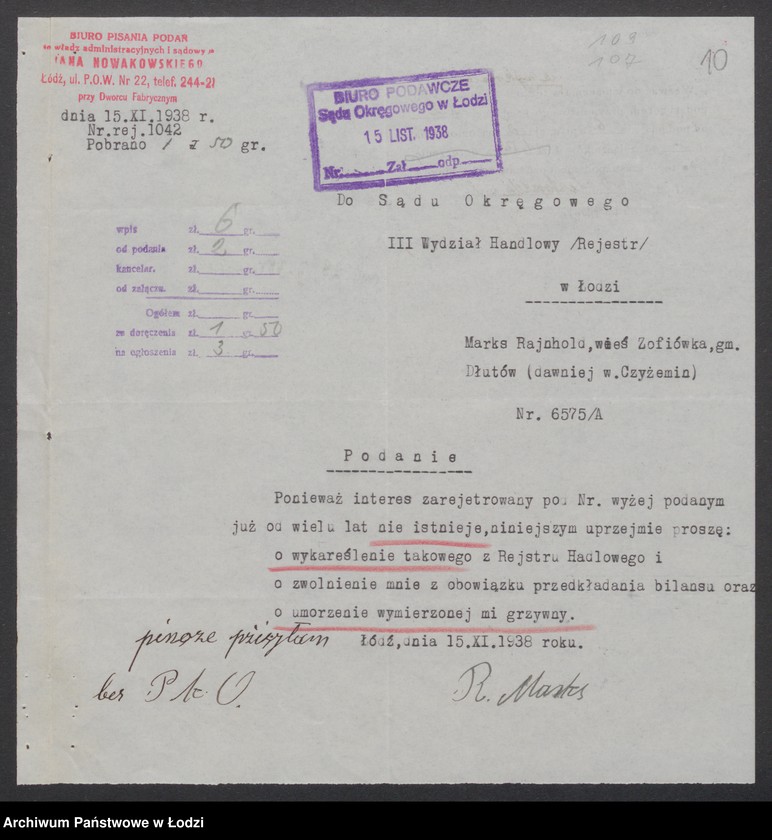 BIURO PISANIA PODAŃ
do władz administracyjnych i sądowych
JANA NOWAKOWSKIEGO
Łódź, ul. P.O.W. Nr 22, telef. 244-21
przy Dworcu Fabrycznym
dnia 15.XI.1938 r.
Nr.rej.1042
Pobrano 1 zł 50 gr.
109
107
10
BIURO PODAWCZE
Sądu Okręgowego w Łodzi
15 LIST. 1938
Nr. Zał. odp.
Do Sądu Okręgowego
III Wydział Handlowy /Rejestr/
w Łodzi
wpis zł. 6 gr.
od podania zł. 2 gr.
kancelar. zł. gr.
od załączn. zł. gr.
Ogółem zł. gr.
za doręczenia zł. 1 gr. 50
na ogłoszenia zł. 3 gr.
Marks Rajnhold,wieś Zofiówka,gm.
Dłutów (dawniej w.Czyżemin)
Nr. 6575/A
Podanie
Ponieważ interes zarejetrowany pod Nr. wyżej podanym
już od wielu lat nie istnieje,niniejszym uprzejmie proszę:
o wykareślenie takowego z Rejstru Hadlowego i
o zwolnienie mnie z obowiązku przedkładania bilansu oraz
o umorzenie wymierzonej mi grzywny.
Łódź,dnia 15.XI.1938 roku.
pinoze psiszłam
bes P.K.O.
R. Marks
Archiwum Państwowe w Łodzi